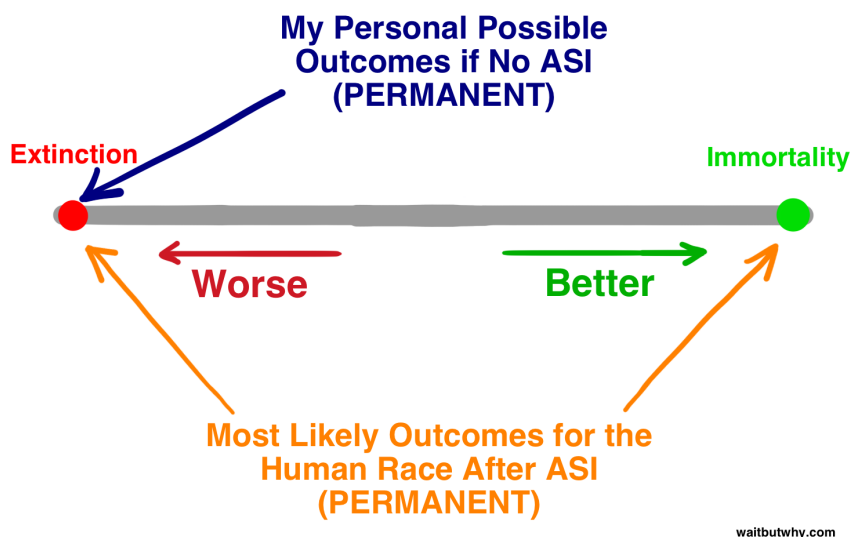 My Personal Possible
Outcomes if No ASI
(PERMANENT)
Extinction
Immortality
Worse
Better
Most Likely Outcomes for the
Human Race After ASI
(PERMANENT)
waitbutwhy.com